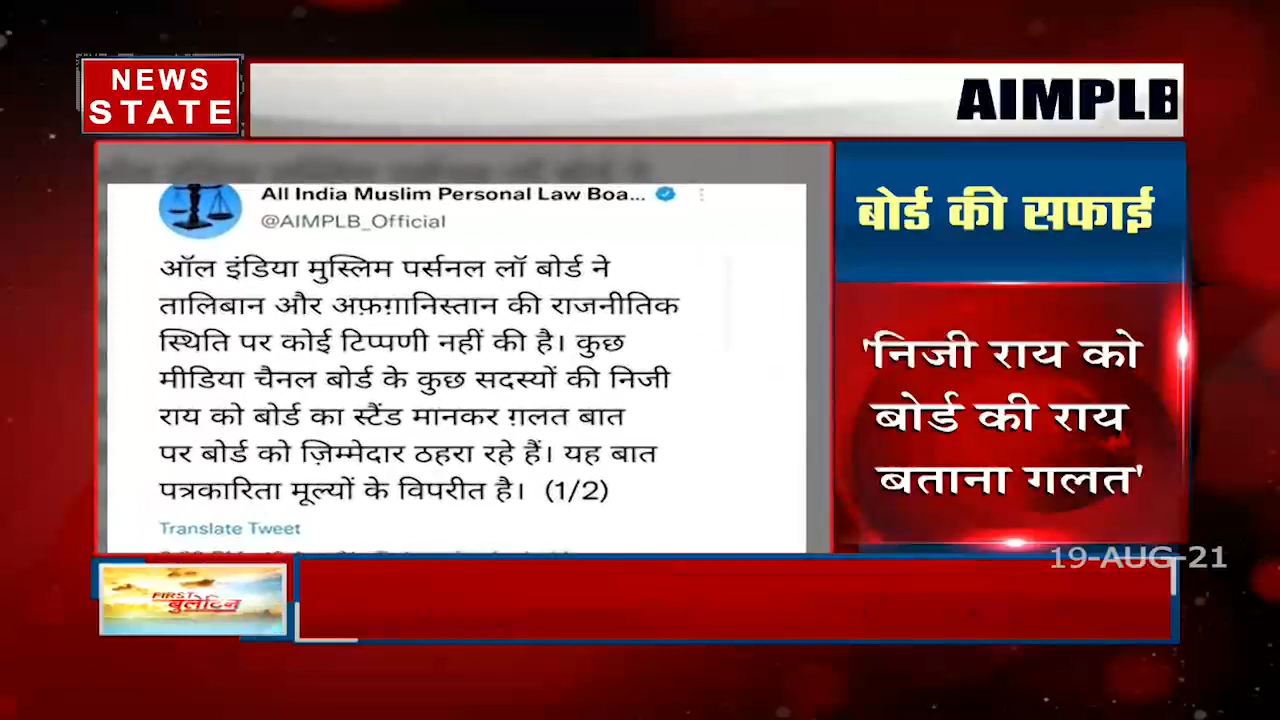 NEWS
STATE
AIMPLB
All India Muslim Personal Law Boa...
@AIMPLB_Official
ऑल इंडिया मुस्लिम पर्सनल लॉ बोर्ड ने
तालिबान और अफ़ग़ानिस्तान की राजनीतिक
स्थिति पर कोई टिप्पणी नहीं की है। कुछ
मीडिया चैनल बोर्ड के कुछ सदस्यों की निजी
राय को बोर्ड का स्टैंड मानकर ग़लत बात
पर बोर्ड को ज़िम्मेदार ठहरा रहे हैं। यह बात
पत्रकारिता मूल्यों के विपरीत है। (1/2)
Translate Tweet
बोर्ड की सफाई
'निजी राय को
बोर्ड की राय
बताना गलत'
19-AUG-21
FIRST
बुलेटिन